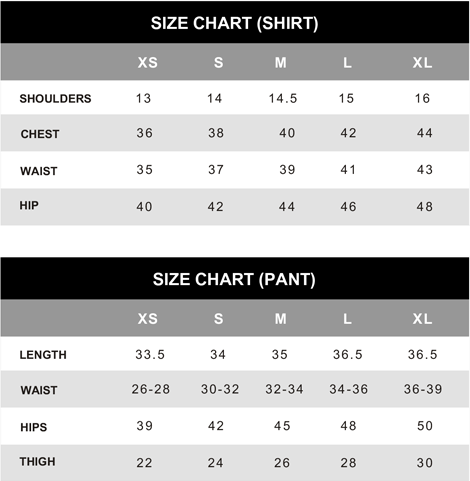 SIZE CHART (SHIRT)
XS S M L XL
SHOULDERS 13 14 14.5 15 16
CHEST 36 38 40 42 44
WAIST 35 37 39 41 43
HIP 40 42 44 46 48
SIZE CHART (PANT)
XS S M L XL
LENGTH 33.5 34 35 36.5 36.5
WAIST 26-28 30-32 32-34 34-36 36-39
HIPS 39 42 45 48 50
THIGH 22 24 26 28 30